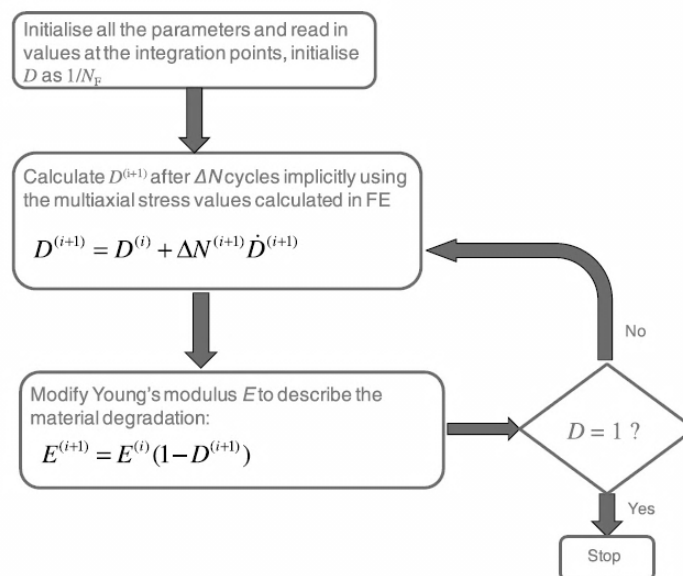 Initialise all the parameters and read in
values at the integration points, initialise
D as 1/N_F
Calculate D^(i+1) after ΔN cycles implicitly using
the multiaxial stress values calculated in FE
D^(i+1) = D^(i) + ΔN^(i+1) Ḋ^(i+1)
Modify Young's modulus E to describe the
material degradation:
E^(i+1) = E^(i) (1−D^(i+1))
No
D = 1 ?
Yes
Stop